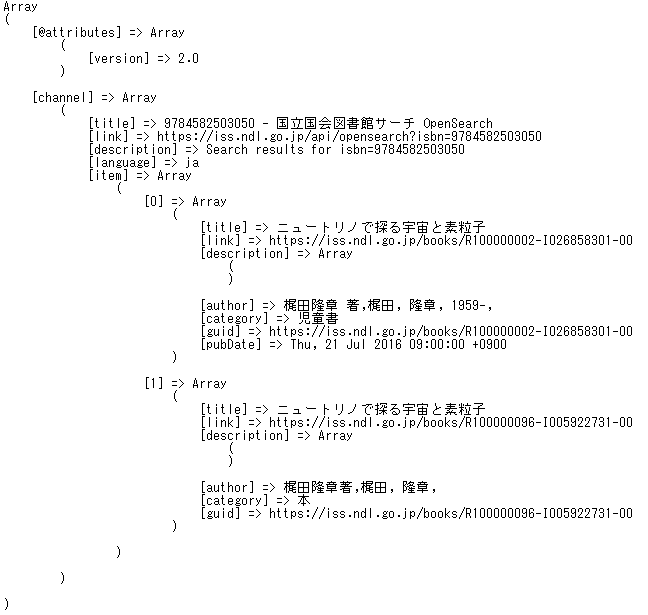 Array
(
    [@attributes] => Array
        (
            [version] => 2.0
        )

    [channel] => Array
        (
            [title] => 9784582503050 - 国立国会図書館サーチ OpenSearch
            [link] => https://iss.ndl.go.jp/api/opensearch?isbn=9784582503050
            [description] => Search results for isbn=9784582503050
            [language] => ja
            [item] => Array
                (
                    [0] => Array
                        (
                            [title] => ニュートリノで探る宇宙と素粒子
                            [link] => https://iss.ndl.go.jp/books/R100000002-I026858301-00
                            [description] => Array
                                (
                                )

                            [author] => 梶田隆章 著,梶田, 隆章, 1959-,
                            [category] => 児童書
                            [guid] => https://iss.ndl.go.jp/books/R100000002-I026858301-00
                            [pubDate] => Thu, 21 Jul 2016 09:00:00 +0900
                        )

                    [1] => Array
                        (
                            [title] => ニュートリノで探る宇宙と素粒子
                            [link] => https://iss.ndl.go.jp/books/R100000096-I005922731-00
                            [description] => Array
                                (
                                )

                            [author] => 梶田隆章著,梶田, 隆章,
                            [category] => 本
                            [guid] => https://iss.ndl.go.jp/books/R100000096-I005922731-00
                        )

                )

        )

)